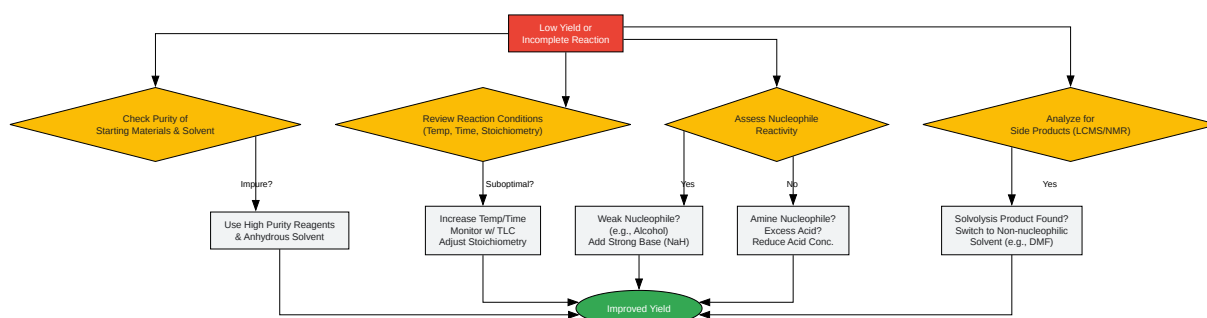 Low Yield or
Incomplete Reaction
Check Purity of
Starting Materials & Solvent
Review Reaction Conditions
(Temp, Time, Stoichiometry)
Assess Nucleophile
Reactivity
Analyze for
Side Products (LCMS/NMR)
Impure?
Suboptimal?
Yes
No
Yes
Use High Purity Reagents
& Anhydrous Solvent
Increase Temp/Time
Monitor w/ TLC
Adjust Stoichiometry
Weak Nucleophile?
(e.g., Alcohol)
Add Strong Base (NaH)
Amine Nucleophile?
Excess Acid?
Reduce Acid Conc.
Solvolysis Product Found?
Switch to Non-nucleophilic
Solvent (e.g., DMF)
Improved Yield